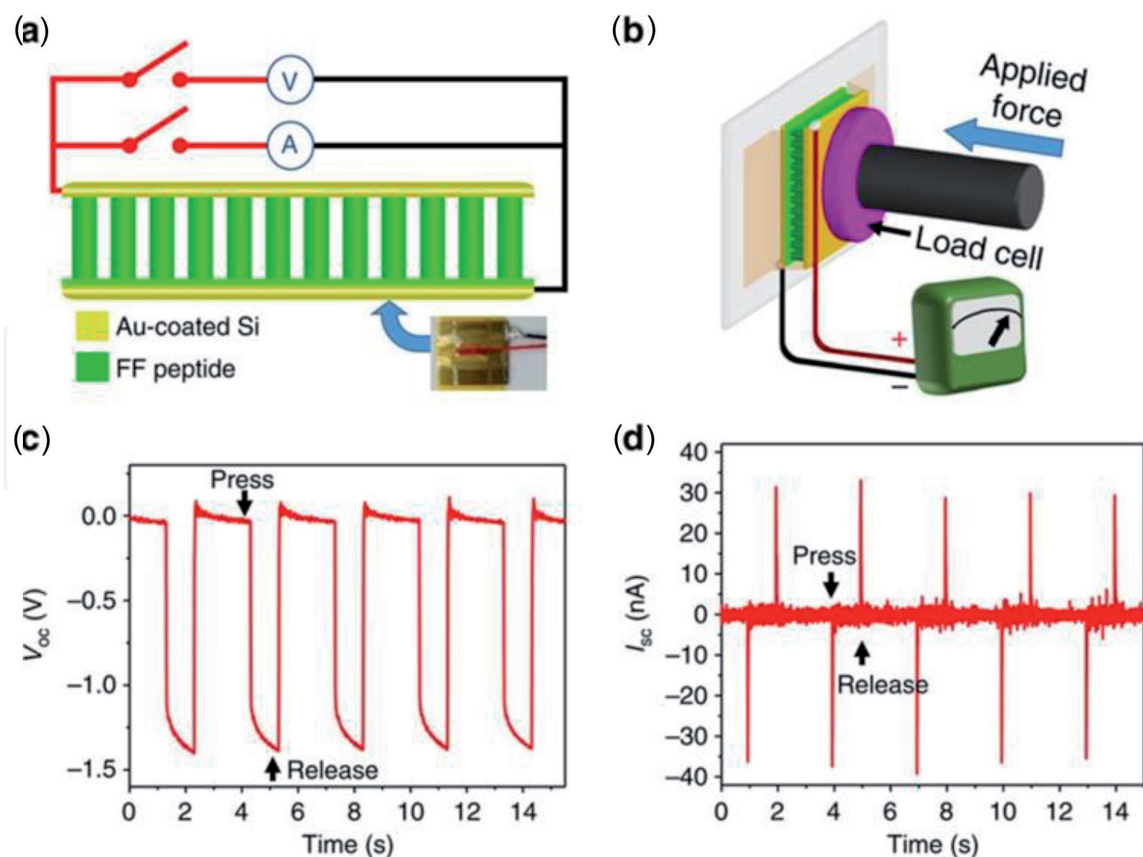 (a)
V
A
Au-coated Si
FF peptide
(b)
Applied
force
Load cell
+
−
(c)
Press
Release
0.0
−0.5
−1.0
−1.5
V oc (V)
0 2 4 6 8 10 12 14
Time (s)
(d)
Press
Release
40
30
20
10
0
−10
−20
−30
−40
I sc (nA)
0 2 4 6 8 10 12 14
Time (s)